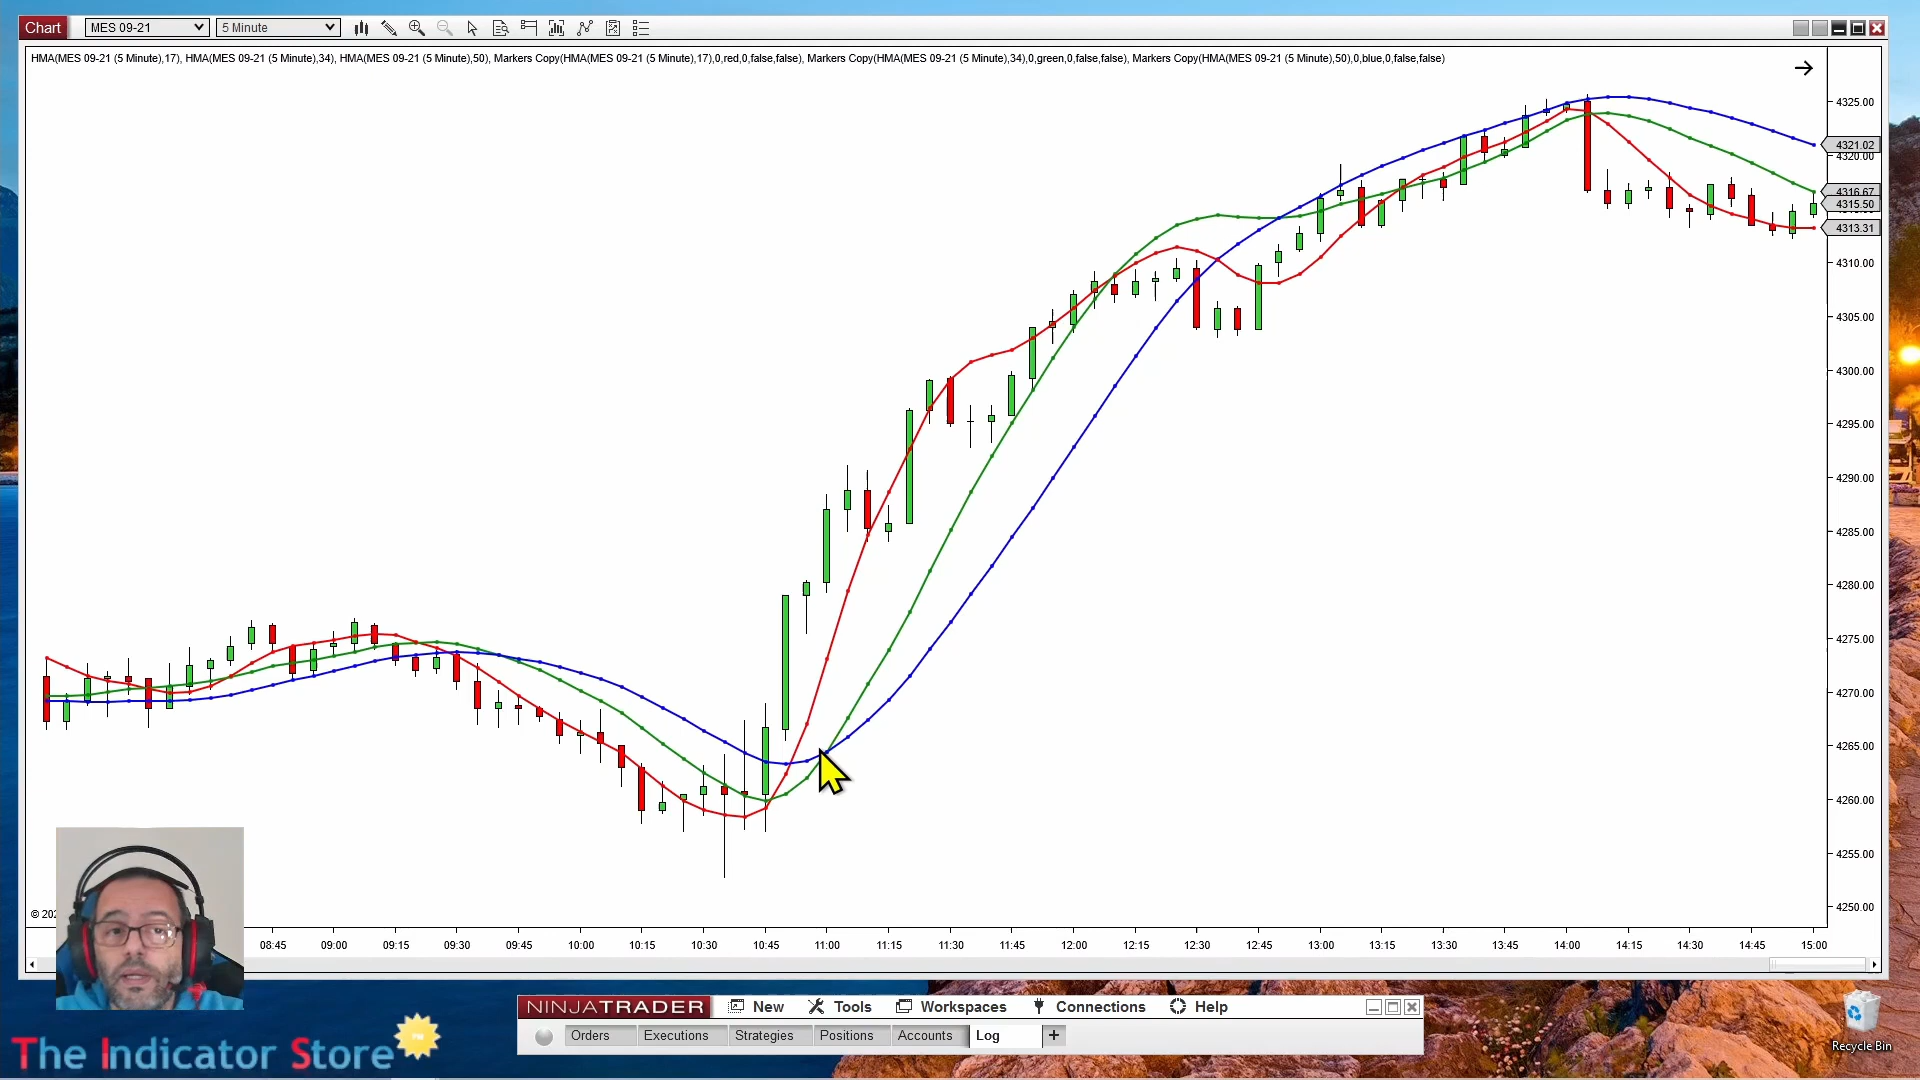 Chart MES 09-21 5 Minute
HMA(MES 09-21 (5 Minute),17), HMA(MES 09-21 (5 Minute),34), HMA(MES 09-21 (5 Minute),50), Markers Copy(HMA(MES 09-21 (5 Minute),17),0,red,0,false,false), Markers Copy(HMA(MES 09-21 (5 Minute),34),0,green,0,false,false), Markers Copy(HMA(MES 09-21 (5 Minute),50),0,blue,0,false,false)
4325.00
4321.02
4320.00
4316.67
4315.50
4313.31
4310.00
4305.00
4300.00
4295.00
4290.00
4285.00
4280.00
4275.00
4270.00
4265.00
4260.00
4255.00
4250.00
© 202
08:45 09:00 09:15 09:30 09:45 10:00 10:15 10:30 10:45 11:00 11:15 11:30 11:45 12:00 12:15 12:30 12:45 13:00 13:15 13:30 13:45 14:00 14:15 14:30 14:45 15:00
NINJATRADER New Tools Workspaces Connections Help
Orders Executions Strategies Positions Accounts Log +
The Indicator Store
Recycle Bin